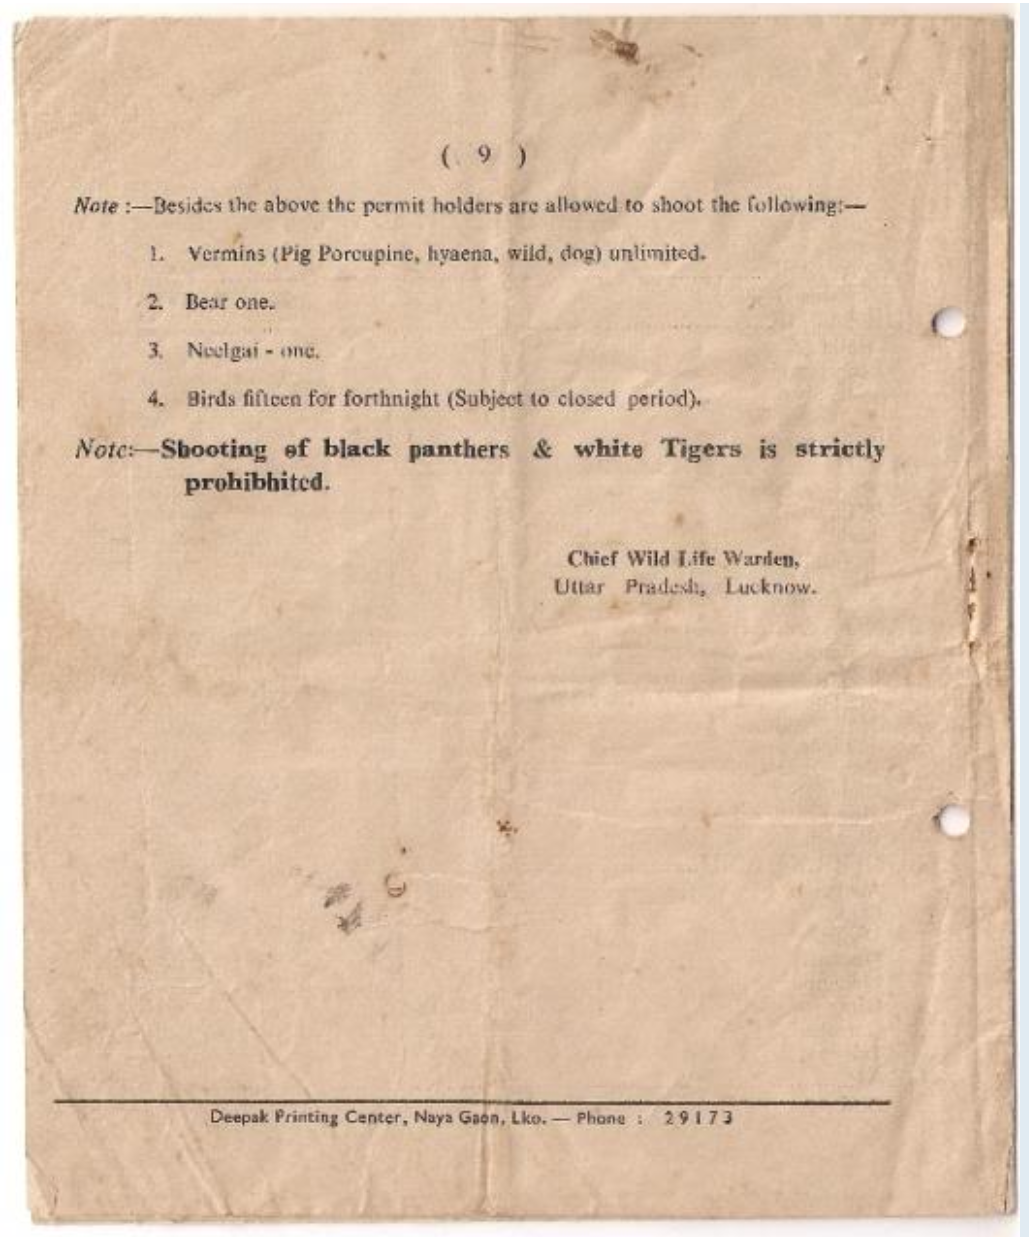 ( 9 )
Note :—Besides the above the permit holders are allowed to shoot the following:—
1. Vermins (Pig Porcupine, hyaena, wild, dog) unlimited.
2. Bear one.
3. Neelgai - one.
4. Birds fifteen for forthnight (Subject to closed period).
Note:—Shooting of black panthers & white Tigers is strictly
prohibhited.
Chief Wild Life Warden,
Uttar Pradesh, Lucknow.
Deepak Printing Center, Naya Gaon, Lko. — Phone : 29173